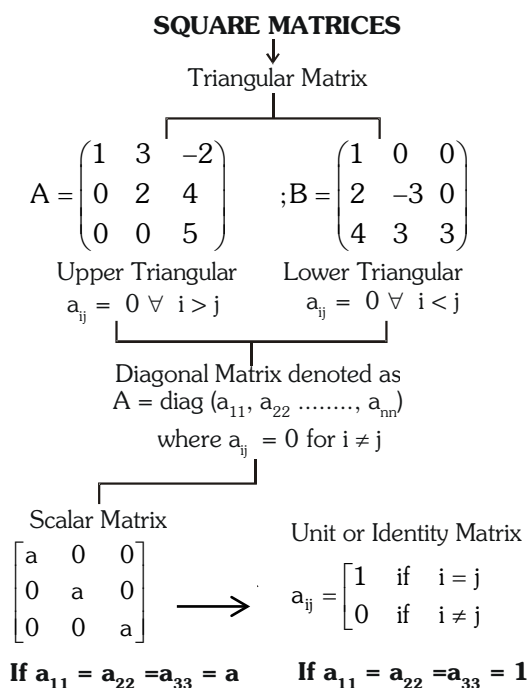 SQUARE MATRICES
Triangular Matrix
A = (1 3 −2
0 2 4
0 0 5)
;B = (1 0 0
2 −3 0
4 3 3)
Upper Triangular
a_ij = 0 ∀ i > j
Lower Triangular
a_ij = 0 ∀ i < j
Diagonal Matrix denoted as
A = diag (a_11, a_22 ........, a_nn)
where a_ij = 0 for i ≠ j
Scalar Matrix
[a 0 0
0 a 0
0 0 a]
If a_11 = a_22 =a_33 = a
Unit or Identity Matrix
a_ij = [1 if i = j
0 if i ≠ j
If a_11 = a_22 =a_33 = 1